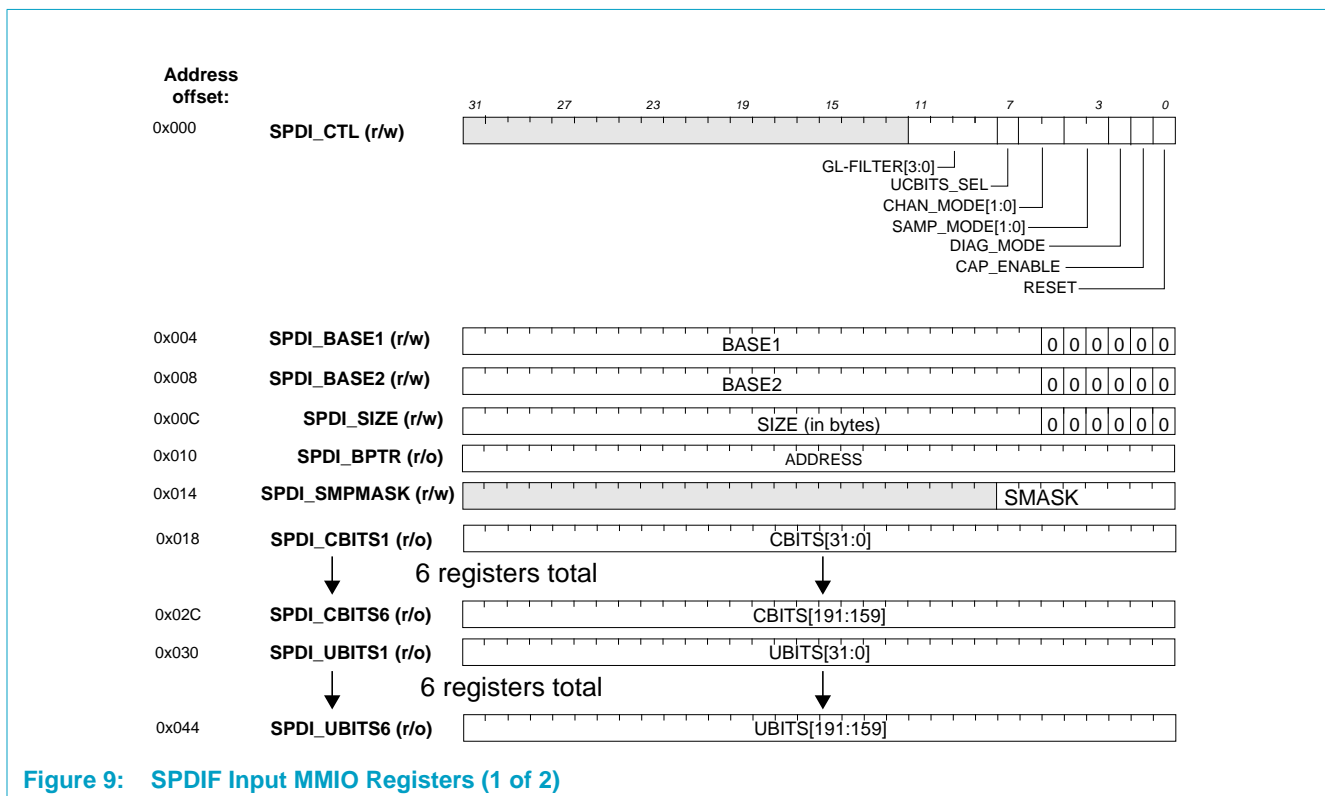 Address
offset:
31 27 23 19 15 11 7 3 0
0x000 SPDI_CTL (r/w)
GL-FILTER[3:0]
UCBITS_SEL
CHAN_MODE[1:0]
SAMP_MODE[1:0]
DIAG_MODE
CAP_ENABLE
RESET
0x004 SPDI_BASE1 (r/w) BASE1 0 0 0 0 0 0
0x008 SPDI_BASE2 (r/w) BASE2 0 0 0 0 0 0
0x00C SPDI_SIZE (r/w) SIZE (in bytes) 0 0 0 0 0 0
0x010 SPDI_BPTR (r/o) ADDRESS
0x014 SPDI_SMPMASK (r/w) SMASK
0x018 SPDI_CBITS1 (r/o) CBITS[31:0]
6 registers total
0x02C SPDI_CBITS6 (r/o) CBITS[191:159]
0x030 SPDI_UBITS1 (r/o) UBITS[31:0]
6 registers total
0x044 SPDI_UBITS6 (r/o) UBITS[191:159]
Figure 9: SPDIF Input MMIO Registers (1 of 2)